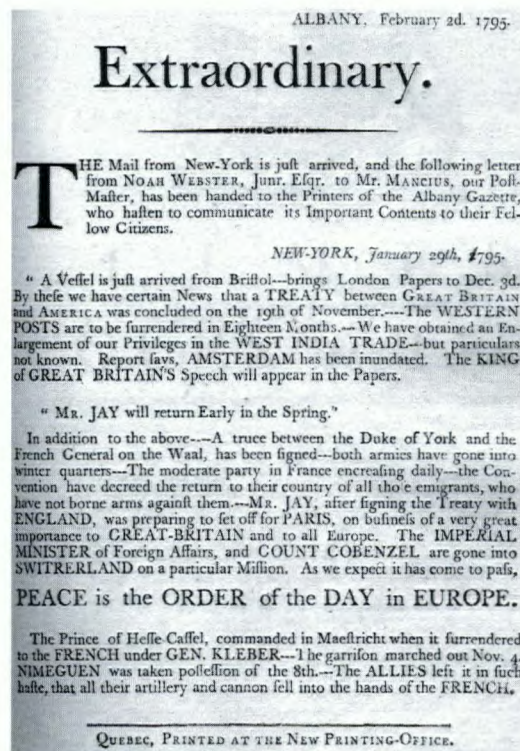 ALBANY, February 2d. 1795.
Extraordinary.
THE Mail from New-York is juſt arrived, and the following letter
from NOAH WEBSTER, Junr. Eſqr. to Mr. MANCIUS, our Poſt-
Maſter, has been handed to the Printers of the Albany Gazette,
who haſten to communicate its Important Contents to their Fel-
low Citizens.
NEW-YORK, January 29th, 1795.
" A Veſſel is juſt arrived from Briſtol---brings London Papers to Dec. 3d.
By theſe we have certain News that a TREATY between GREAT BRITAIN
and AMERICA was concluded on the 19th of November.----The WESTERN
POSTS are to be ſurrendered in Eighteen Months.--We have obtained an En-
largement of our Privileges in the WEST INDIA TRADE--but particulars
not known. Report ſays, AMSTERDAM has been inundated. The KING
of GREAT BRITAIN'S Speech will appear in the Papers.
" MR. JAY will return Early in the Spring."
In addition to the above---A truce between the Duke of York and the
French General on the Waal, has been ſigned--both armies have gone into
winter quarters---The moderate party in France encreaſing daily--the Con-
vention have decreed the return to their country of all thoſe emigrants, who
have not borne arms againſt them.---MR. JAY, after ſigning the Treaty with
ENGLAND, was preparing to ſet off for PARIS, on buſineſs of a very great
importance to GREAT-BRITAIN and to all Europe. The IMPERIAL
MINISTER of Foreign Affairs, and COUNT COBENZEL are gone into
SWITRERLAND on a particular Miſſion. As we expect it has come to paſs,
PEACE is the ORDER of the DAY in EUROPE.
The Prince of Heſſe Caſſel, commanded in Maeſtricht when it ſurrendered
to the FRENCH under GEN. KLEBER---The garriſon marched out Nov. 4.
NIMEGUEN was taken poſſeſſion of the 8th.---The ALLIES left it in ſuch
haſte, that all their artillery and cannon fell into the hands of the FRENCH.
QUEBEC, PRINTED AT THE NEW PRINTING-OFFICE.